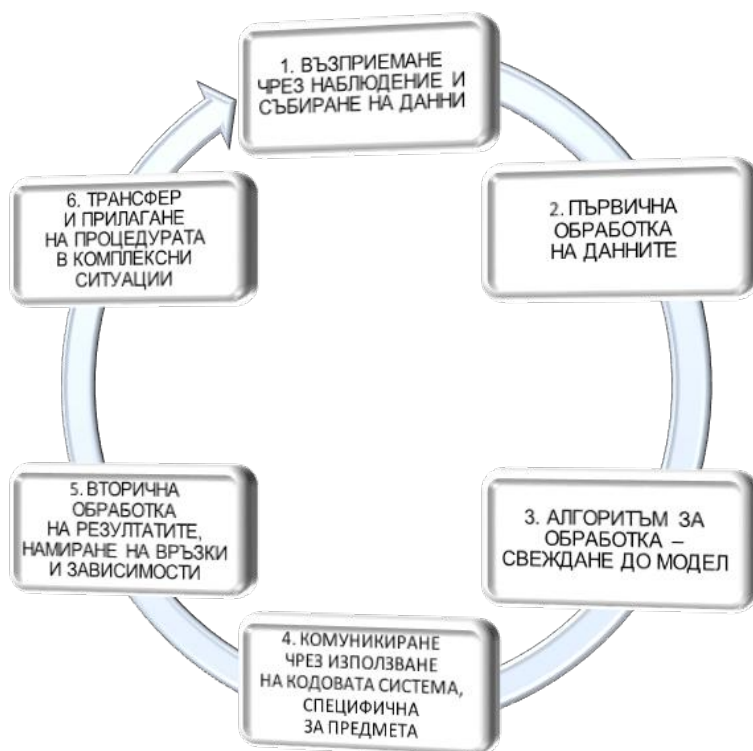 1. ВЪЗПРИЕМАНЕ
ЧРЕЗ НАБЛЮДЕНИЕ И
СЪБИРАНЕ НА ДАННИ
2. ПЪРВИЧНА
ОБРАБОТКА
НА ДАННИТЕ
3. АЛГОРИТЪМ ЗА
ОБРАБОТКА –
СВЕЖДАНЕ ДО МОДЕЛ
4. КОМУНИКИРАНЕ
ЧРЕЗ ИЗПОЛЗВАНЕ
НА КОДОВАТА СИСТЕМА,
СПЕЦИФИЧНА
ЗА ПРЕДМЕТА
5. ВТОРИЧНА
ОБРАБОТКА
НА РЕЗУЛТАТИТЕ,
НАМИРАНЕ НА ВРЪЗКИ
И ЗАВИСИМОСТИ
6. ТРАНСФЕР
И ПРИЛАГАНЕ
НА ПРОЦЕДУРАТА
В КОМПЛЕКСНИ
СИТУАЦИИ